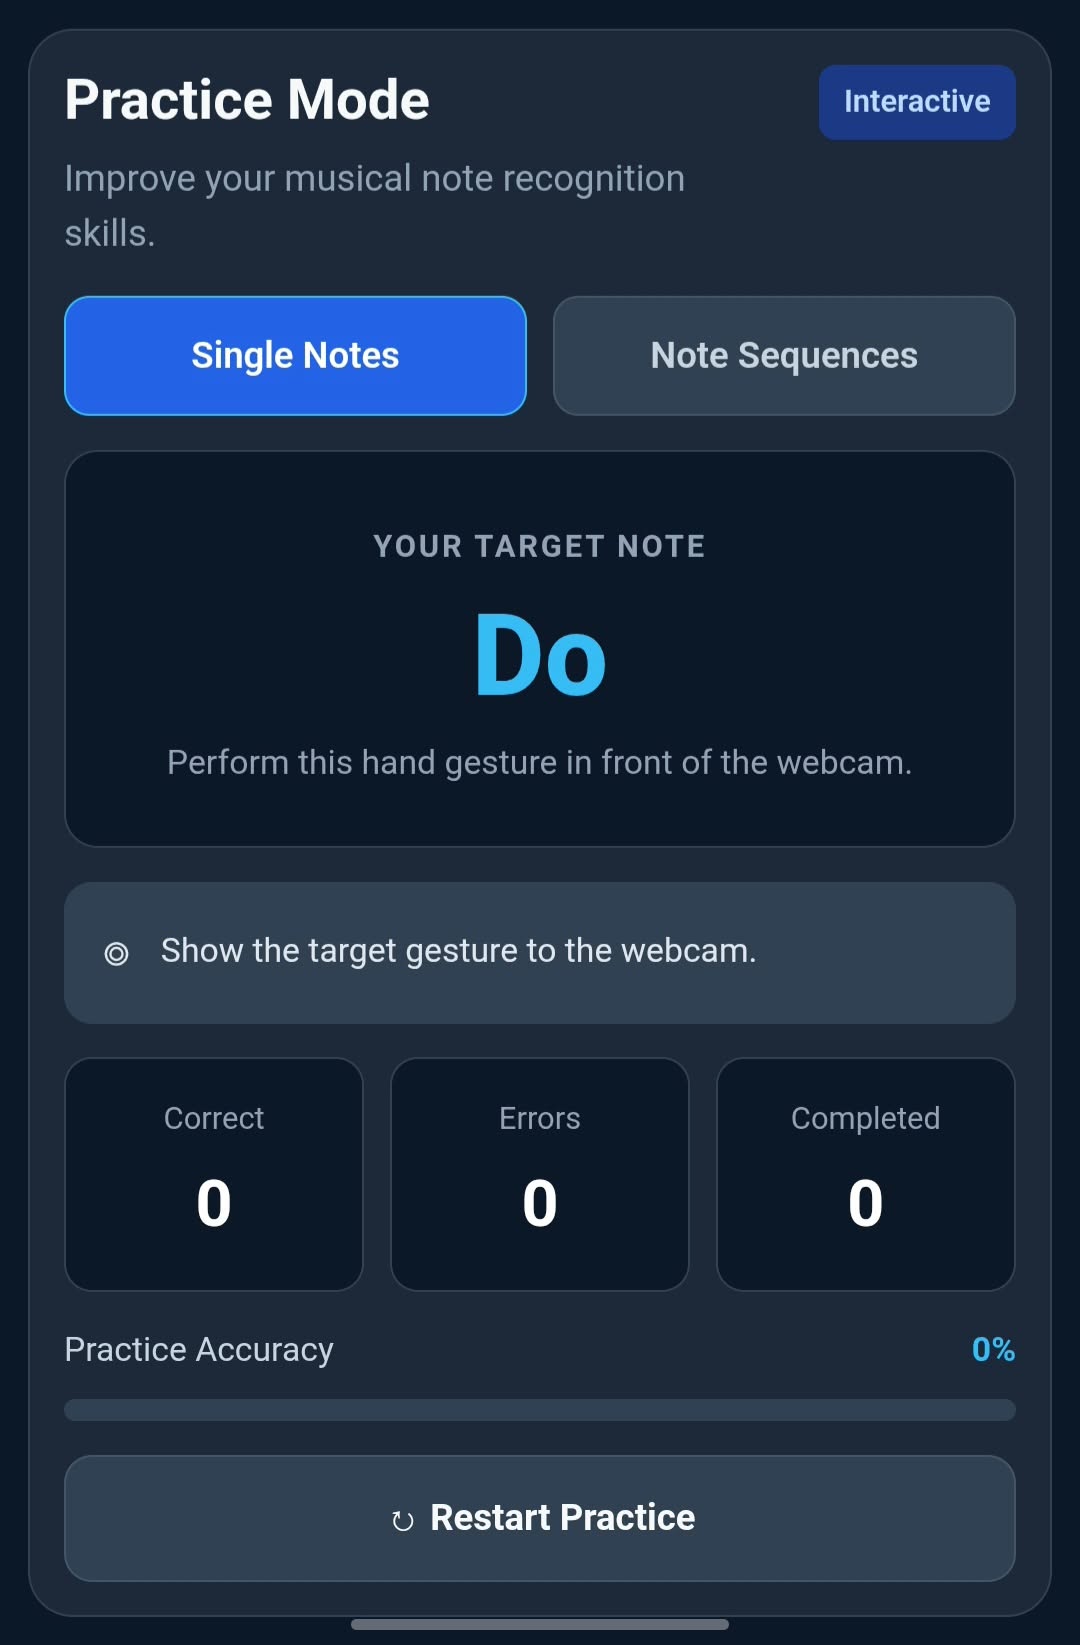 Practice Mode
Interactive
Improve your musical note recognition
skills.
Single Notes
Note Sequences
YOUR TARGET NOTE
Do
Perform this hand gesture in front of the webcam.
Show the target gesture to the webcam.
Correct
Errors
Completed
0
0
0
Practice Accuracy
0%
Restart Practice